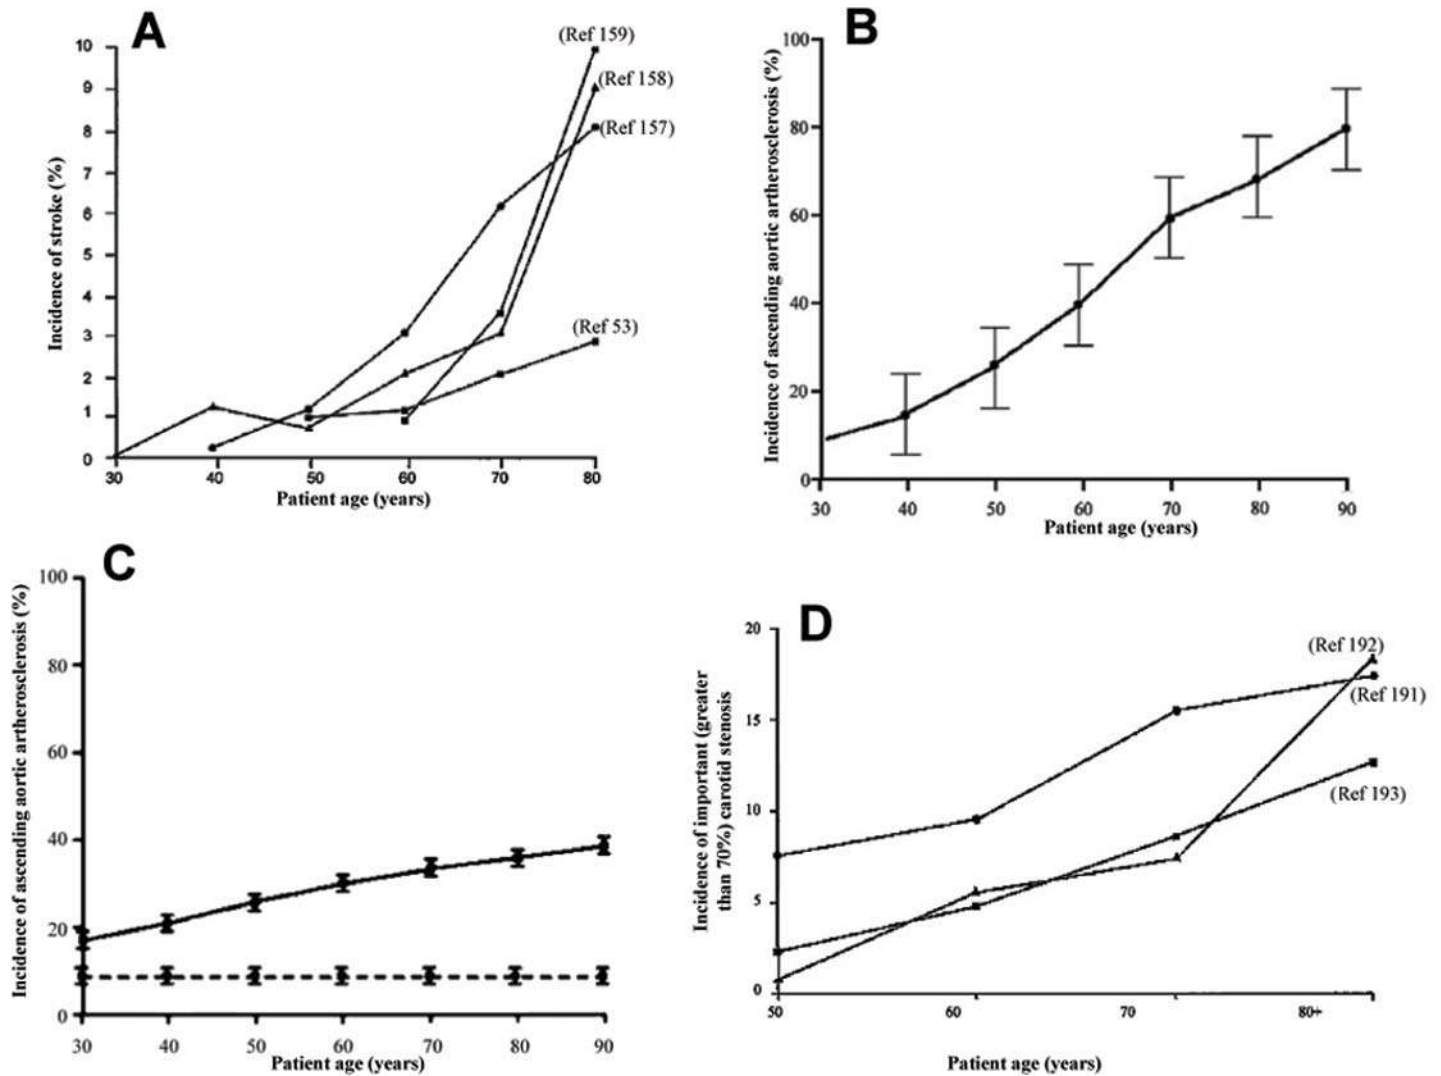 A
(Ref 159)
(Ref 158)
(Ref 157)
(Ref 53)
10
9
8
7
6
5
4
3
2
1
0
30 40 50 60 70 80
Incidence of stroke (%)
Patient age (years)
B
100
80
60
40
20
0
30 40 50 60 70 80 90
Incidence of ascending aortic artherosclerosis (%)
Patient age (years)
C
100
80
60
40
20
0
30 40 50 60 70 80 90
Incidence of ascending aortic artherosclerosis (%)
Patient age (years)
D
(Ref 192)
(Ref 191)
(Ref 193)
20
15
10
5
0
50 60 70 80+
Incidence of important (greater
than 70%) carotid stenosis
Patient age (years)